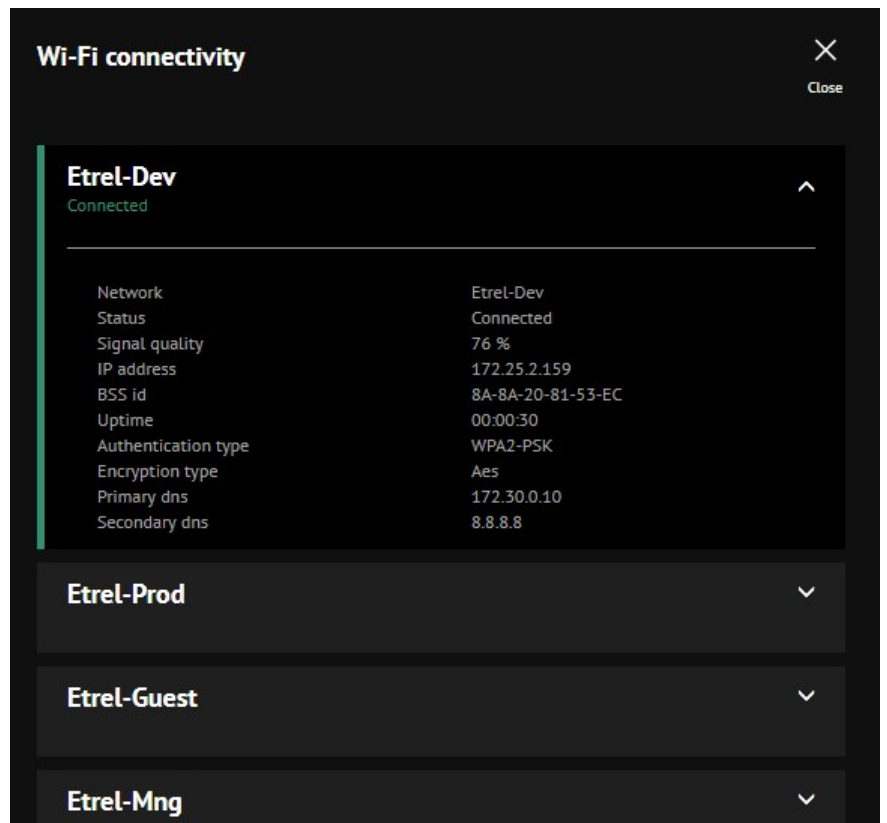 Wi-Fi connectivity
Close
Etrel-Dev
Connected
Network Etrel-Dev
Status Connected
Signal quality 76 %
IP address 172.25.2.159
BSS id 8A-8A-20-81-53-EC
Uptime 00:00:30
Authentication type WPA2-PSK
Encryption type Aes
Primary dns 172.30.0.10
Secondary dns 8.8.8.8
Etrel-Prod
Etrel-Guest
Etrel-Mng